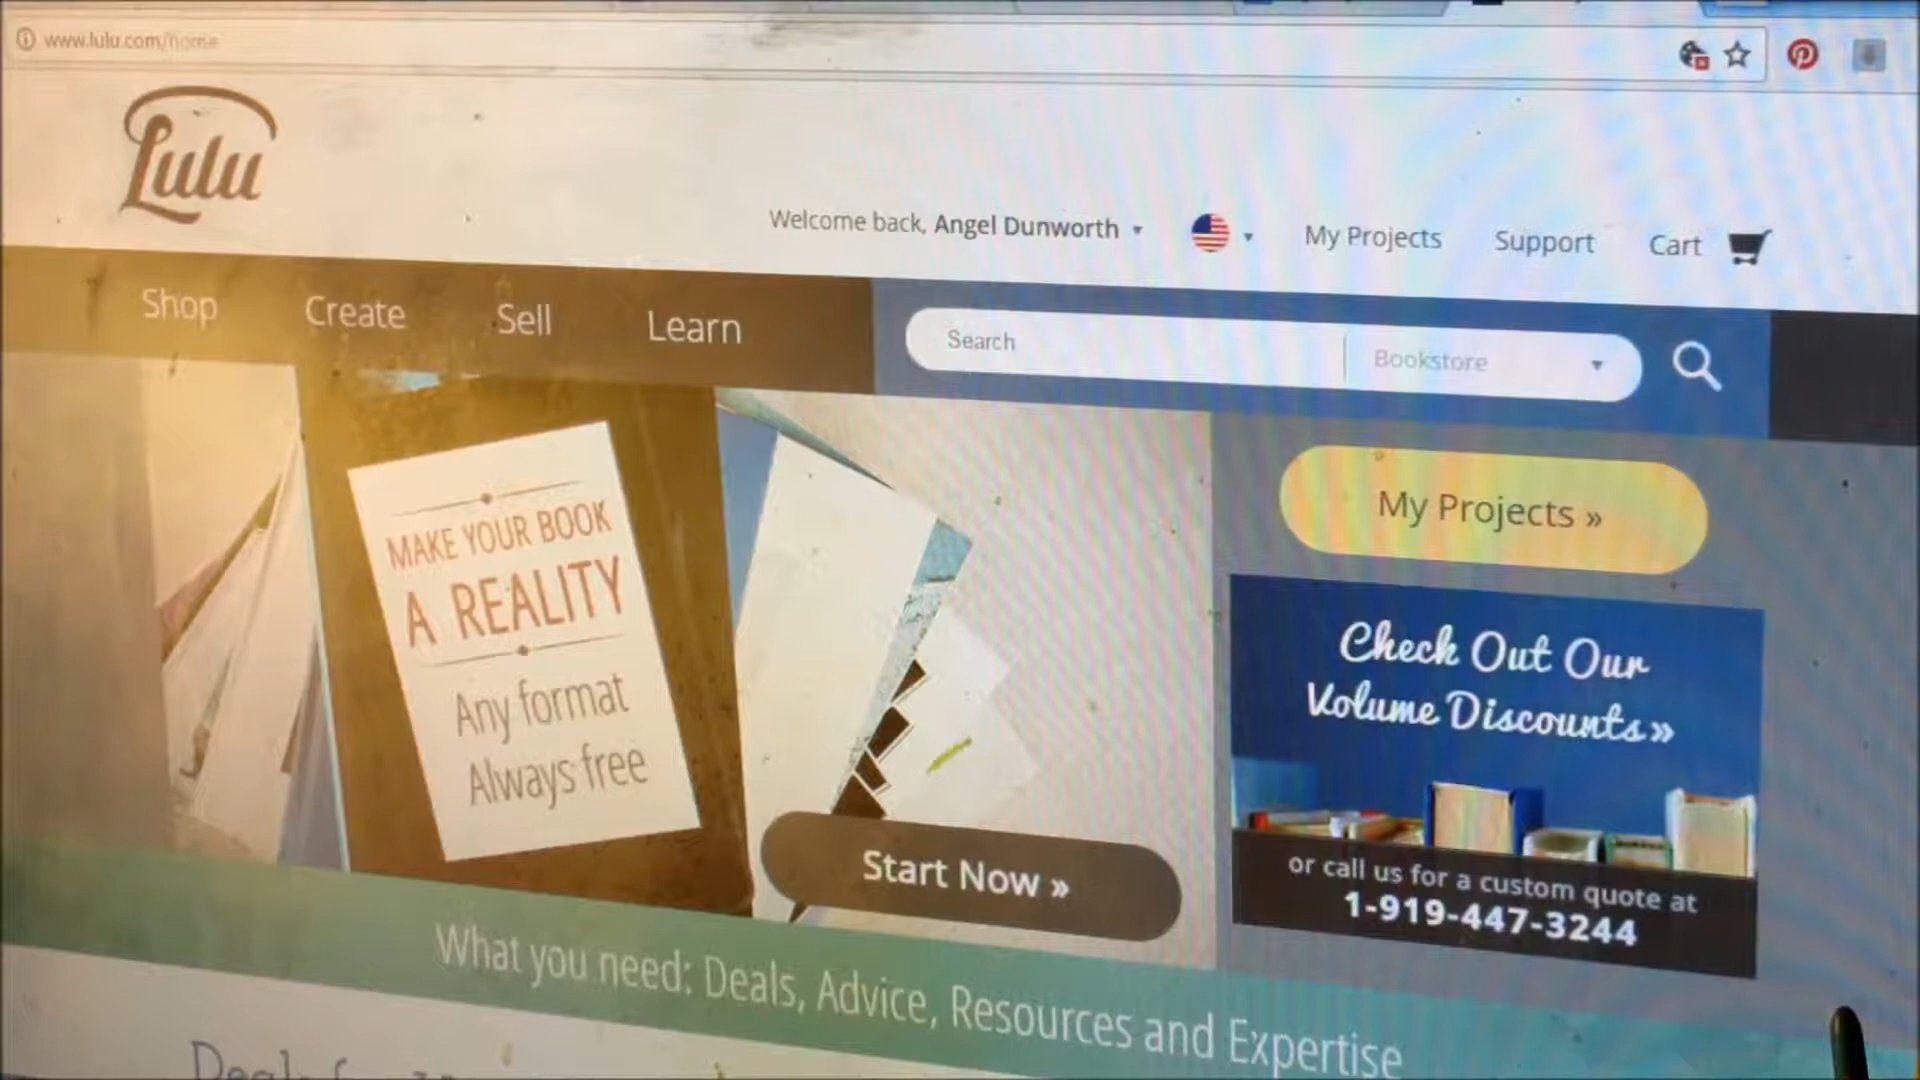 www.lulu.com/home
Lulu
Welcome back, Angel Dunworth
My Projects
Support
Cart
Shop
Create
Sell
Learn
Search
Bookstore
MAKE YOUR BOOK
A REALITY
Any format
Always free
Start Now »
My Projects »
Check Out Our
Volume Discounts »
or call us for a custom quote at
1-919-447-3244
What you need: Deals, Advice, Resources and Expertise